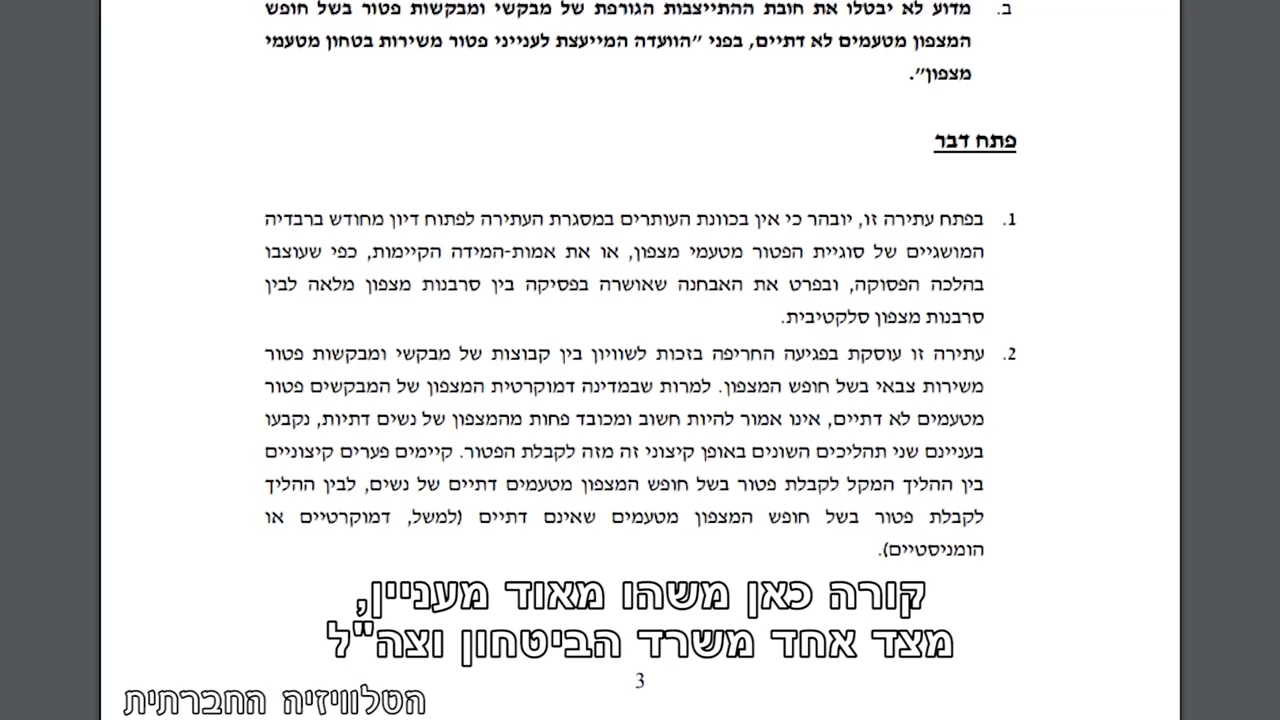 ב. מדוע לא יבטלו את חובת ההתייצבות הגורפת של מבקשי ומבקשות פטור בשל חופש
המצפון מטעמים לא דתיים, בפני "הוועדה המייעצת לענייני פטור משירות בטחון מטעמי
מצפון".
פתח דבר
1. בפתח עתירה זו, יובהר כי אין בכוונת העותרים במסגרת העתירה לפתוח דיון מחודש ברבדיה
המושגיים של סוגיית הפטור מטעמי מצפון, או את אמות-המידה הקיימות, כפי שעוצבו
בהלכה הפסוקה, ובפרט את האבחנה שאושרה בפסיקה בין סרבנות מצפון מלאה לבין
סרבנות מצפון סלקטיבית.
2. עתירה זו עוסקת בפגיעה החריפה בזכות לשוויון בין קבוצות של מבקשי ומבקשות פטור
משירות צבאי בשל חופש המצפון. למרות שבמדינה דמוקרטית המצפון של המבקשים פטור
מטעמים לא דתיים, אינו אמור להיות חשוב ומכובד פחות מהמצפון של נשים דתיות, נקבעו
בעניינם שני תהליכים השונים באופן קיצוני זה מזה לקבלת הפטור. קיימים פערים קיצוניים
בין ההליך המקל לקבלת פטור בשל חופש המצפון מטעמים דתיים של נשים, לבין ההליך
לקבלת פטור בשל חופש המצפון מטעמים שאינם דתיים (למשל, דמוקרטיים או
הומניסטיים).
קורה כאן משהו מאוד מעניין,
מצד אחד משרד הביטחון וצה"ל
3
הטלוויזיה החברתית